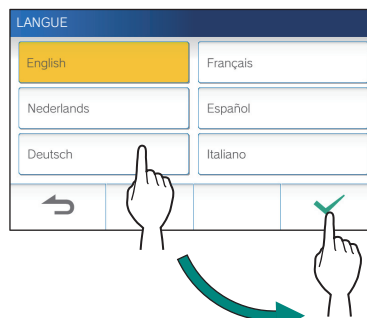 LANGUE
English
Français
Nederlands
Español
Deutsch
Italiano